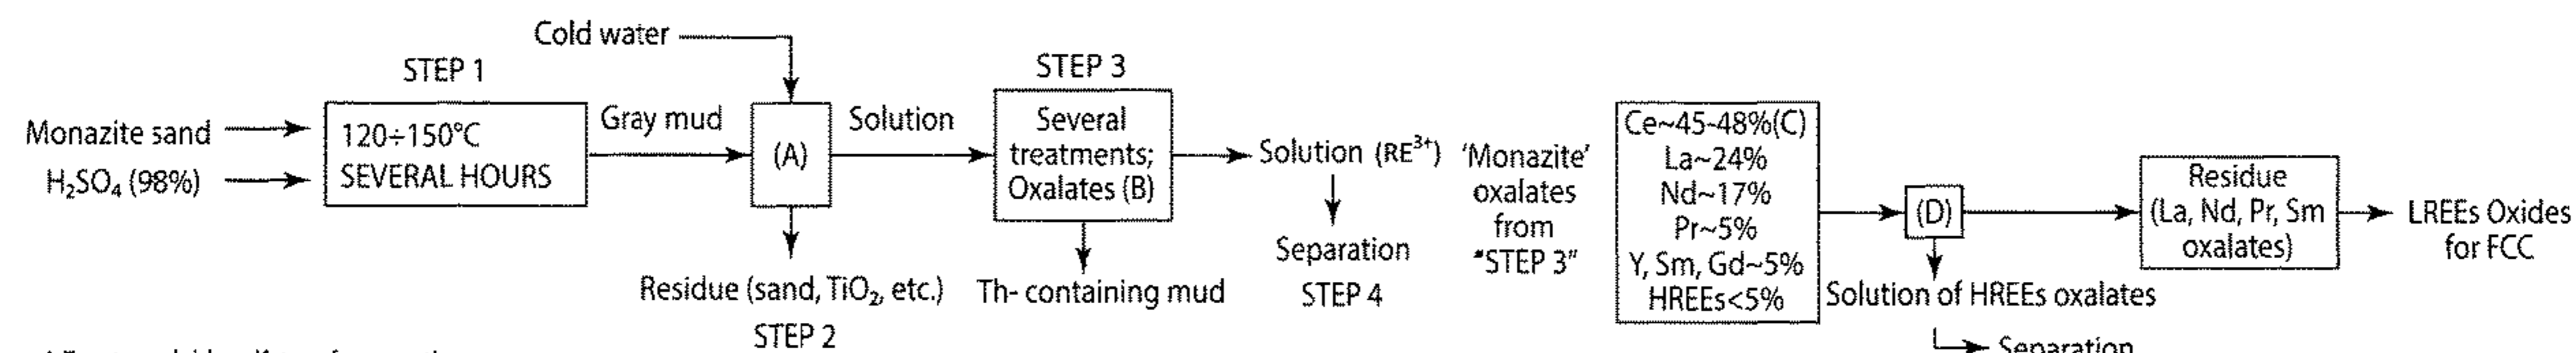 Cold water
STEP 1
Monazite sand
H₂SO₄ (98%)
120÷150°C
SEVERAL HOURS
Gray mud
(A)
Residue (sand, TiO₂, etc.)
STEP 2
Solution
STEP 3
Several
treatments;
Oxalates (B)
Th- containing mud
Solution (RE³⁺)
Separation
STEP 4
'Monazite'
oxalates
from
"STEP 3"
Ce~45-48%(C)
La~24%
Nd~17%
Pr~5%
Y, Sm, Gd~5%
HREEs<5%
(D)
Solution of HREEs oxalates
Separation
Residue
(La, Nd, Pr, Sm
oxalates)
LREEs Oxides
for FCC